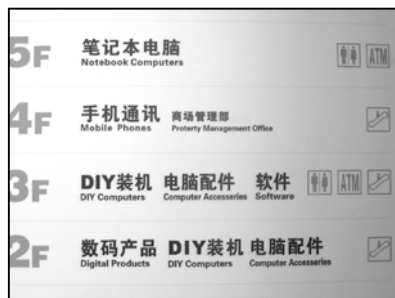 5F 笔记本电脑 ATM
Notebook Computers
4F 手机通讯 商场管理部
Mobile Phones Proterty Management Office
3F DIY装机 电脑配件 软件 ATM
DIY Computers Computer Accesseries Software
2F 数码产品 DIY装机 电脑配件
Digital Products DIY Computers Computer Accesseries